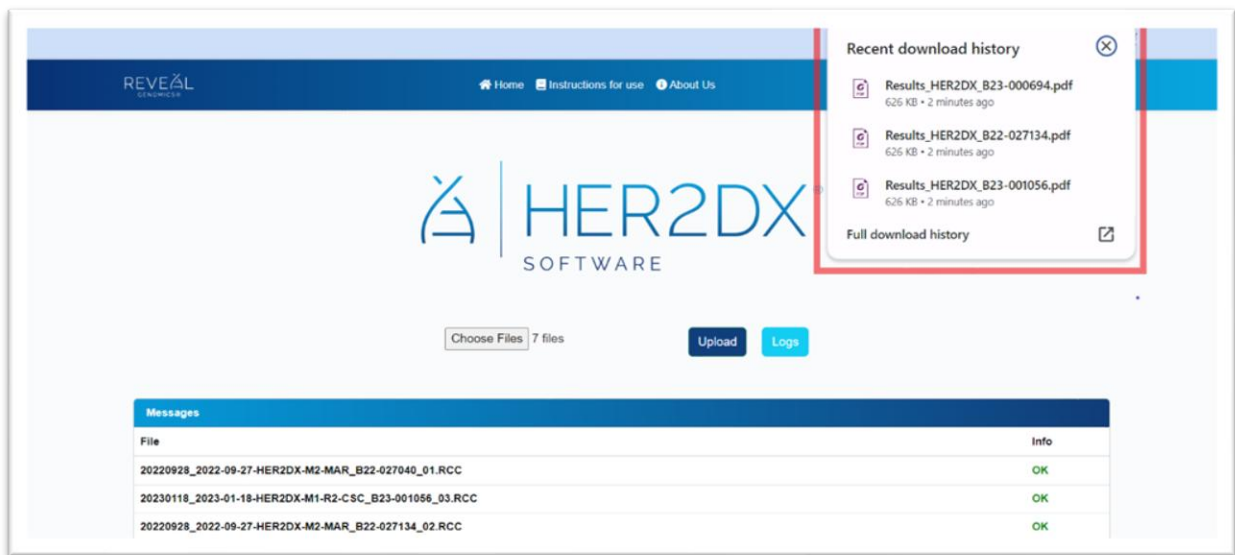 REVEAL
GENOMICS®
Home Instructions for use About Us
Recent download history
Results_HER2DX_B23-000694.pdf
626 KB • 2 minutes ago
Results_HER2DX_B22-027134.pdf
626 KB • 2 minutes ago
Results_HER2DX_B23-001056.pdf
626 KB • 2 minutes ago
Full download history
HER2DX®
SOFTWARE
Choose Files 7 files
Upload
Logs
Messages
File Info
20220928_2022-09-27-HER2DX-M2-MAR_B22-027040_01.RCC OK
20230118_2023-01-18-HER2DX-M1-R2-CSC_B23-001056_03.RCC OK
20220928_2022-09-27-HER2DX-M2-MAR_B22-027134_02.RCC OK